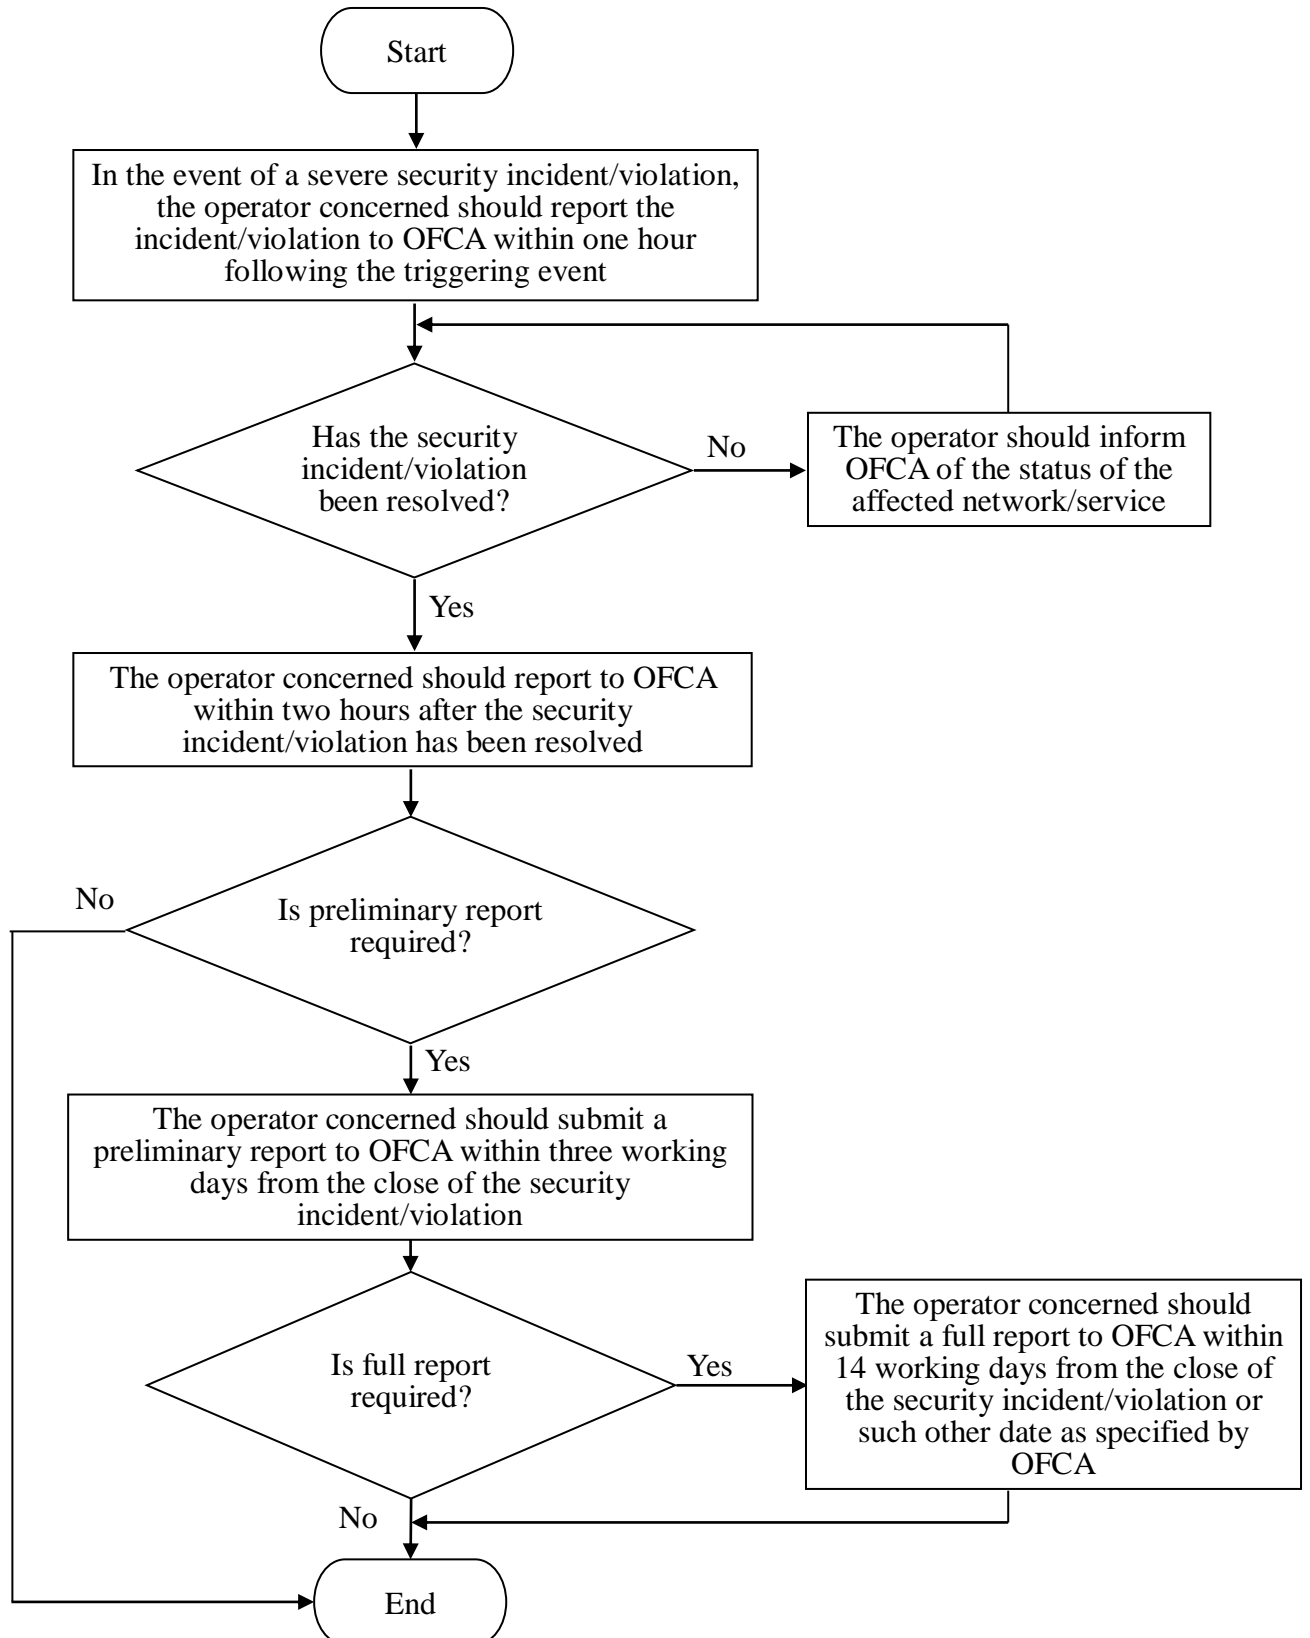 Start
In the event of a severe security incident/violation,
the operator concerned should report the
incident/violation to OFCA within one hour
following the triggering event
Has the security
incident/violation
been resolved?
No
The operator should inform
OFCA of the status of the
affected network/service
Yes
The operator concerned should report to OFCA
within two hours after the security
incident/violation has been resolved
No
Is preliminary report
required?
Yes
The operator concerned should submit a
preliminary report to OFCA within three working
days from the close of the security
incident/violation
Is full report
required?
Yes
The operator concerned should
submit a full report to OFCA within
14 working days from the close of
the security incident/violation or
such other date as specified by
OFCA
No
End